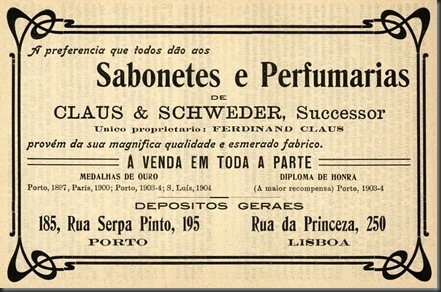 A preferencia que todos dão aos
Sabonetes e Perfumarias
DE
CLAUS & SCHWEDER, Successor
Unico proprietario: FERDINAND CLAUS
provém da sua magnifica qualidade e esmerado fabrico.
A VENDA EM TODA A PARTE
MEDALHAS DE OURO
Porto, 1897, Paris, 1900; Porto, 1903-4; S. Luís, 1904
DIPLOMA DE HONRA
(A maior recompensa) Porto, 1903-4
DEPOSITOS GERAES
185, Rua Serpa Pinto, 195
PORTO
Rua da Princeza, 250
LISBOA